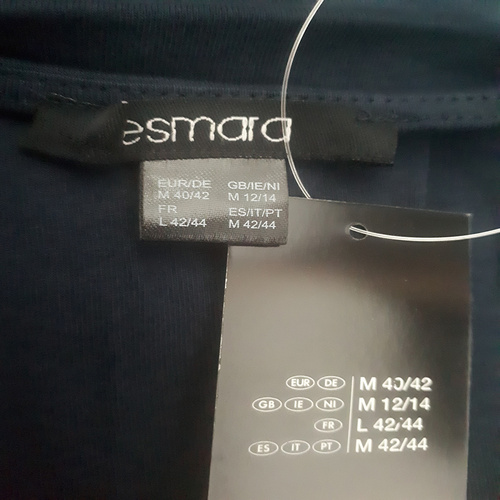 esmara
EUR/DE GB/IE/NI
M 40/42 M 12/14
FR ES/IT/PT
L 42/44 M 42/44
EUR DE M 40/42
GB IE NI M 12/14
FR L 42/44
ES IT PT M 42/44